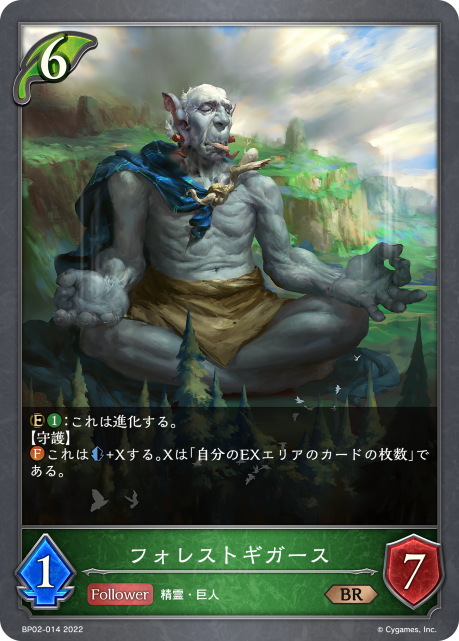 6
E 1:これは進化する。
【守護】
F これは+Xする。Xは「自分のEXエリアのカードの枚数」で
ある。
フォレストギガース
1
Follower 精霊・巨人
BR
7
BP02-014 2022
© Cygames, Inc.